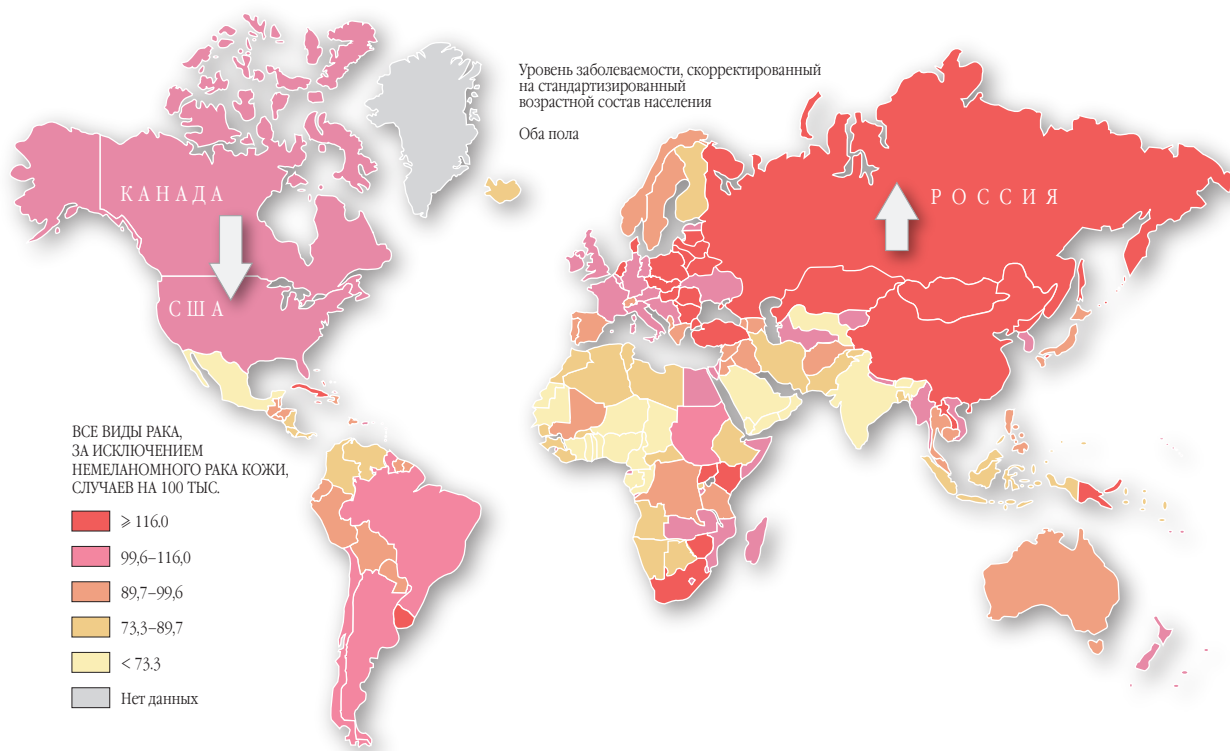 Уровень заболеваемости, скорректированный
на стандартизированный
возрастной состав населения
Оба пола
КАНАДА
РОССИЯ
США
ВСЕ ВИДЫ РАКА,
ЗА ИСКЛЮЧЕНИЕМ
НЕМЕЛАНОМНОГО РАКА КОЖИ,
СЛУЧАЕВ НА 100 ТЫС.
⩾ 116.0
99,6–116,0
89,7–99,6
73,3–89,7
< 73.3
Нет данных